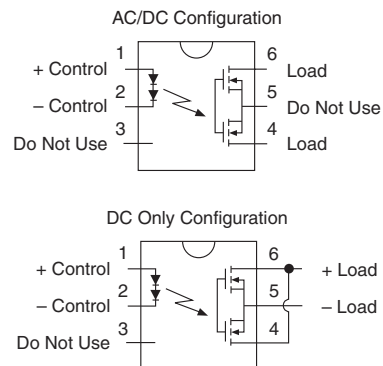 AC/DC Configuration
1
+ Control
2
– Control
3
Do Not Use
6
Load
5
Do Not Use
4
Load
DC Only Configuration
1
+ Control
2
– Control
3
Do Not Use
6
+ Load
5
– Load
4